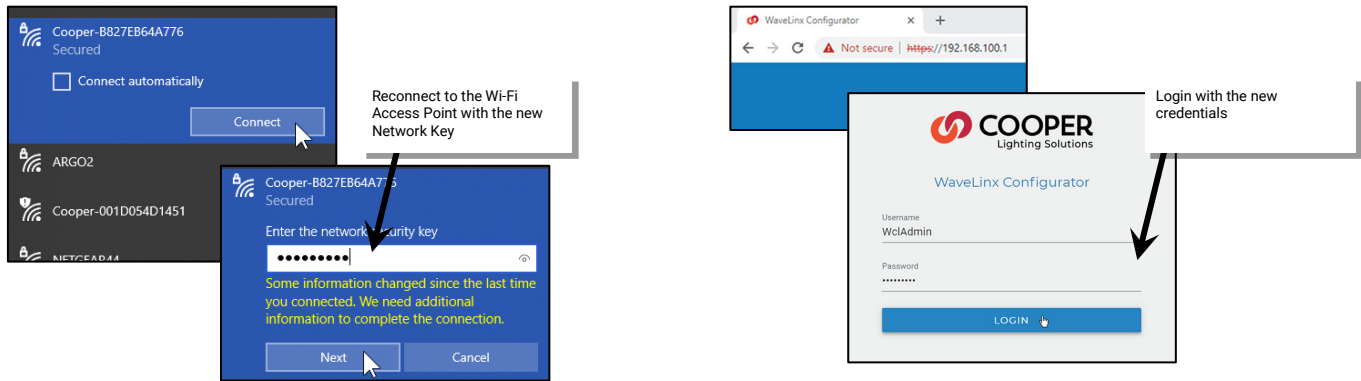 Cooper-B827EB64A776
Secured
Connect automatically
Connect
ARGO2
Cooper-001D054D1451
NETGEAR44
Reconnect to the Wi-Fi
Access Point with the new
Network Key
Cooper-B827EB64A776
Secured
Enter the network security key
•••••••••
Some information changed since the last time
you connected. We need additional
information to complete the connection.
Next
Cancel
WaveLinx Configurator
Not secure | https://192.168.100.1
COOPER
Lighting Solutions
WaveLinx Configurator
Username
WclAdmin
Password
•••••••••
LOGIN
Login with the new
credentials